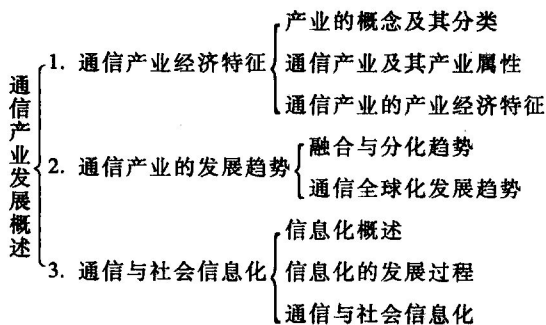 通信产业发展概述
1. 通信产业经济特征
产业的概念及其分类
通信产业及其产业属性
通信产业的产业经济特征
2. 通信产业的发展趋势
融合与分化趋势
通信全球化发展趋势
3. 通信与社会信息化
信息化概述
信息化的发展过程
通信与社会信息化